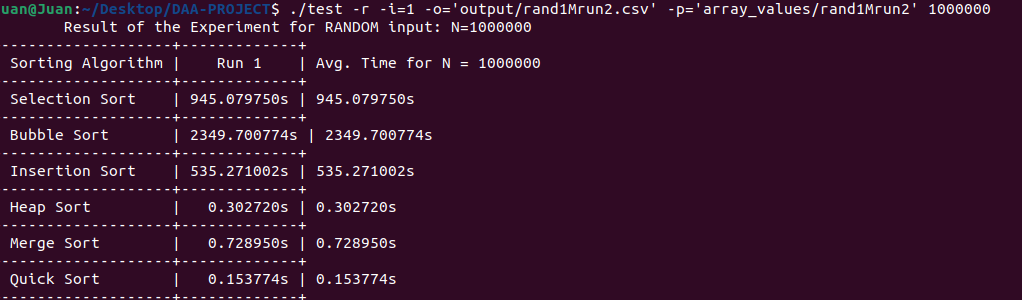 uan@Juan:~/Desktop/DAA-PROJECT$ ./test -r -i=1 -o='output/rand1Mrun2.csv' -p='array_values/rand1Mrun2' 1000000
Result of the Experiment for RANDOM input: N=1000000
-------------------+-------------+
Sorting Algorithm | Run 1 | Avg. Time for N = 1000000
-------------------+-------------+
Selection Sort | 945.079750s | 945.079750s
-------------------+-------------+
Bubble Sort | 2349.700774s | 2349.700774s
-------------------+-------------+
Insertion Sort | 535.271002s | 535.271002s
-------------------+-------------+
Heap Sort | 0.302720s | 0.302720s
-------------------+-------------+
Merge Sort | 0.728950s | 0.728950s
-------------------+-------------+
Quick Sort | 0.153774s | 0.153774s
-------------------+-------------+